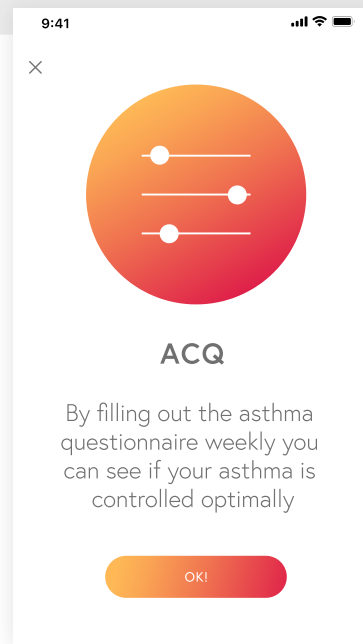 9:41
ACQ
By filling out the asthma
questionnaire weekly you
can see if your asthma is
controlled optimally
OK!